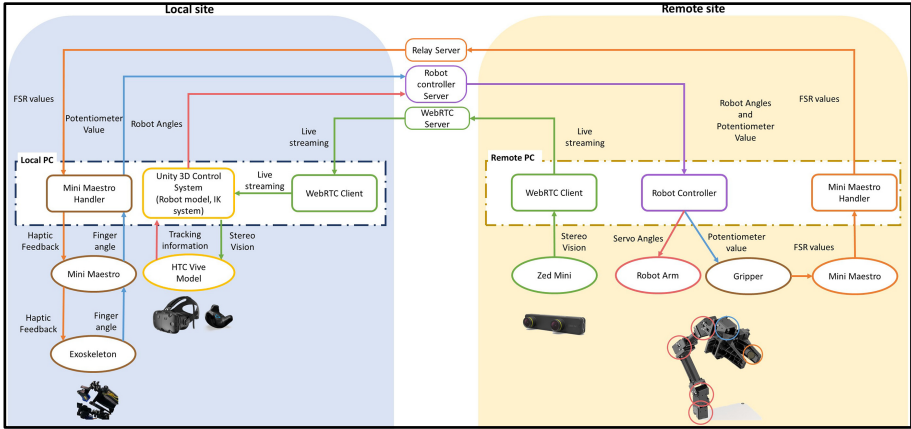 Local site
Remote site
Relay Server
Robot
controller
Server
WebRTC
Server
FSR values
Potentiometer
Value
Robot Angles
Live
streaming
Live
streaming
Robot Angles
and
Potentiometer
Value
FSR values
Local PC
Remote PC
Mini Maestro
Handler
Unity 3D Control
System
(Robot model, IK
system)
Live
streaming
WebRTC Client
WebRTC Client
Robot Controller
Mini Maestro
Handler
Haptic
Feedback
Finger
angle
Tracking
information
Stereo
Vision
Stereo
Vision
Servo Angles
Potentiometer
value
FSR values
Mini Maestro
HTC Vive
Model
Zed Mini
Robot Arm
Gripper
Mini Maestro
Haptic
Feedback
Finger
angle
Exoskeleton